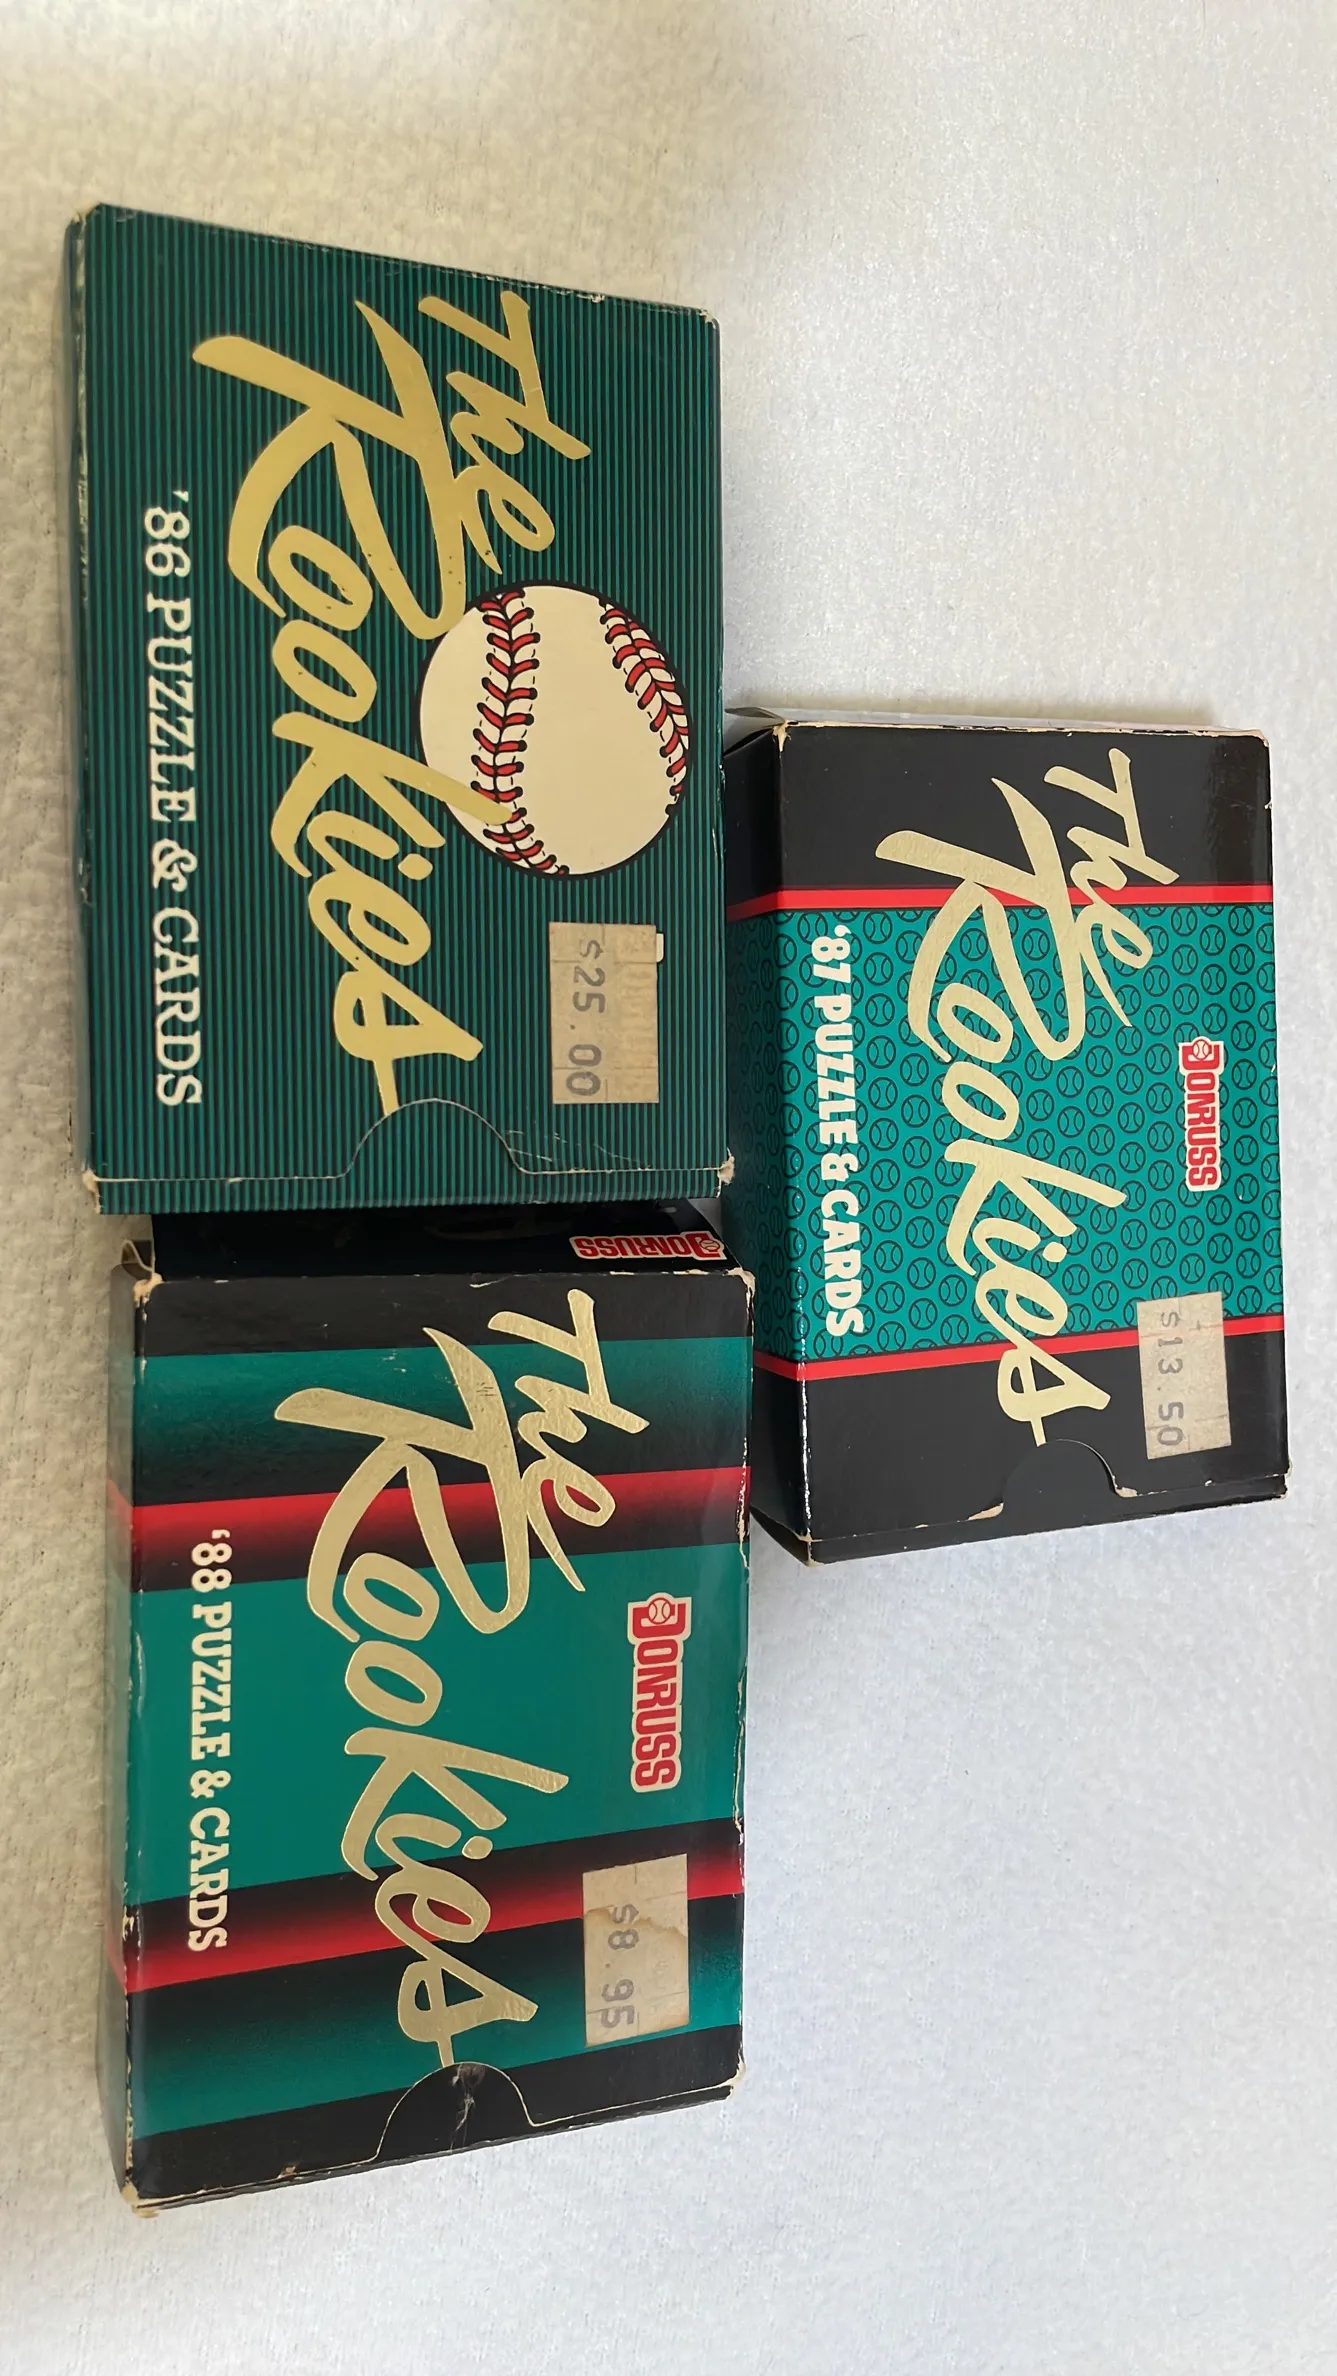 The
Rookies
'86 PUZZLE & CARDS
$25.00
DONRUSS
The
Rookies
'87 PUZZLE & CARDS
$13.50
DONRUSS
DONRUSS
The
Rookies
'88 PUZZLE & CARDS
$8.95